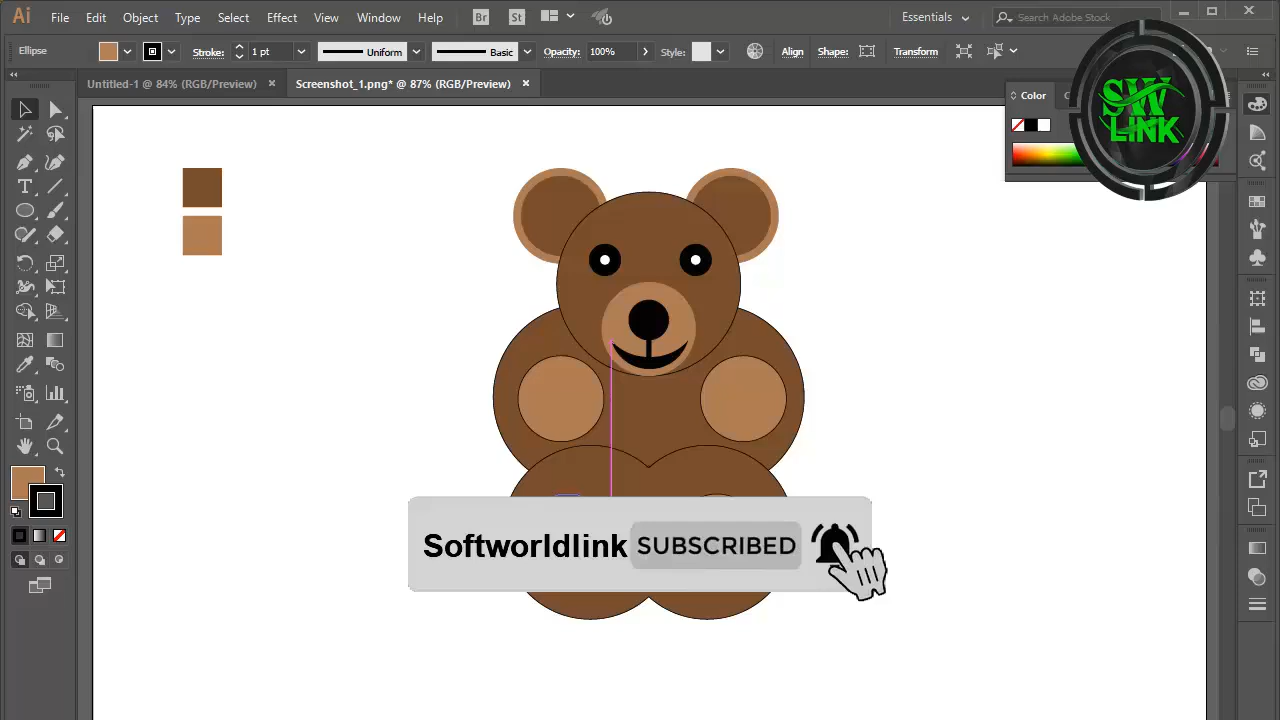 Ai File Edit Object Type Select Effect View Window Help Br St Essentials Search Adobe Stock
Ellipse Stroke: 1 pt Uniform Basic Opacity: 100% Style: Align Shape: Transform
Untitled-1 @ 84% (RGB/Preview) × Screenshot_1.png* @ 87% (RGB/Preview) ×
Color
SW
LINK
Softworldlink SUBSCRIBED